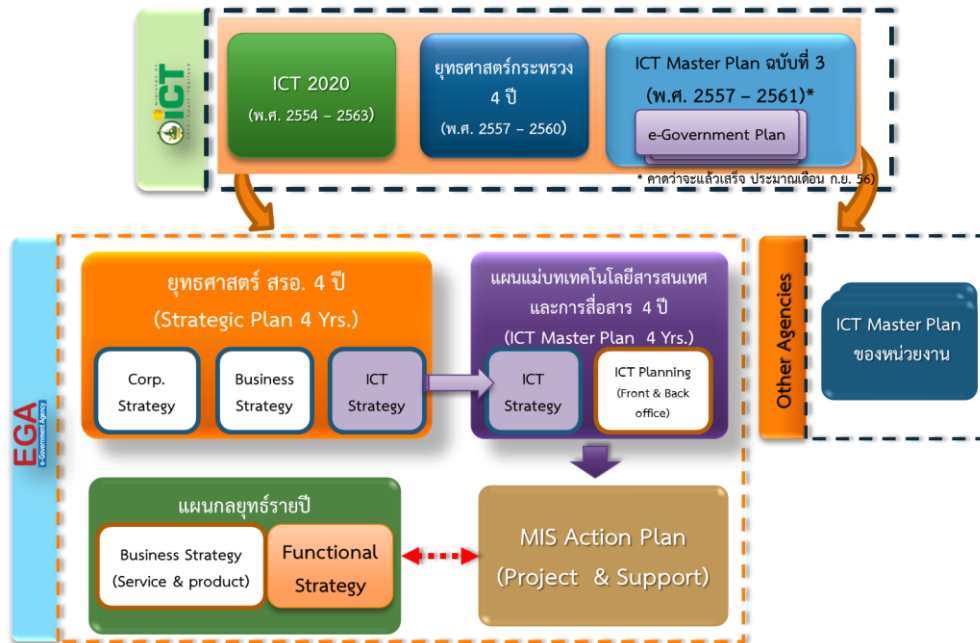 ICT
ICT 2020
(พ.ศ. 2554 – 2563)
ยุทธศาสตร์กระทรวง
4 ปี
(พ.ศ. 2557 – 2560)
ICT Master Plan ฉบับที่ 3
(พ.ศ. 2557 – 2561)*
e-Government Plan
* คาดว่าจะแล้วเสร็จ ประมาณเดือน ก.ย. 56)
EGA
e-Government Agency
ยุทธศาสตร์ สรอ. 4 ปี
(Strategic Plan 4 Yrs.)
Corp.
Strategy
Business
Strategy
ICT
Strategy
แผนแม่บทเทคโนโลยีสารสนเทศ
และการสื่อสาร 4 ปี
(ICT Master Plan 4 Yrs.)
ICT
Strategy
ICT Planning
(Front & Back
office)
Other Agencies
ICT Master Plan
ของหน่วยงาน
แผนกลยุทธ์รายปี
Business Strategy
(Service & product)
Functional
Strategy
MIS Action Plan
(Project & Support)